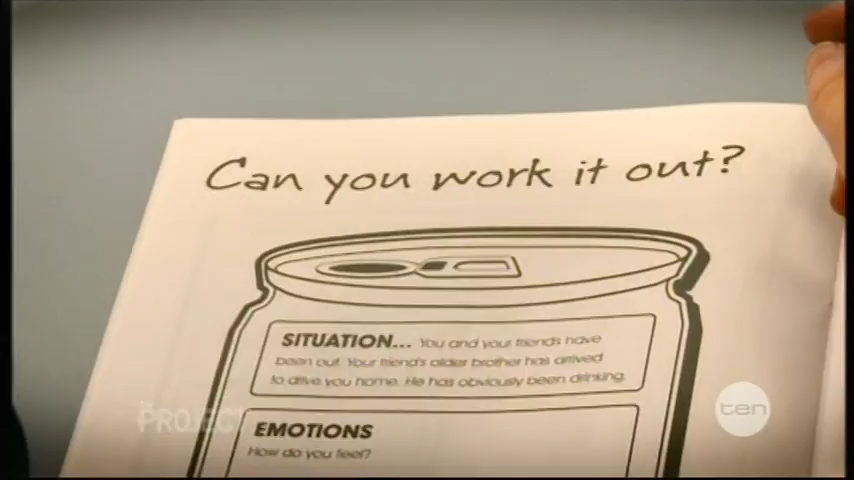 Can you work it out?
SITUATION... You and your friends have
been out. Your friend's older brother has arrived
to drive you home. He has obviously been drinking.
EMOTIONS
How do you feel?
THE
PROJECT
ten